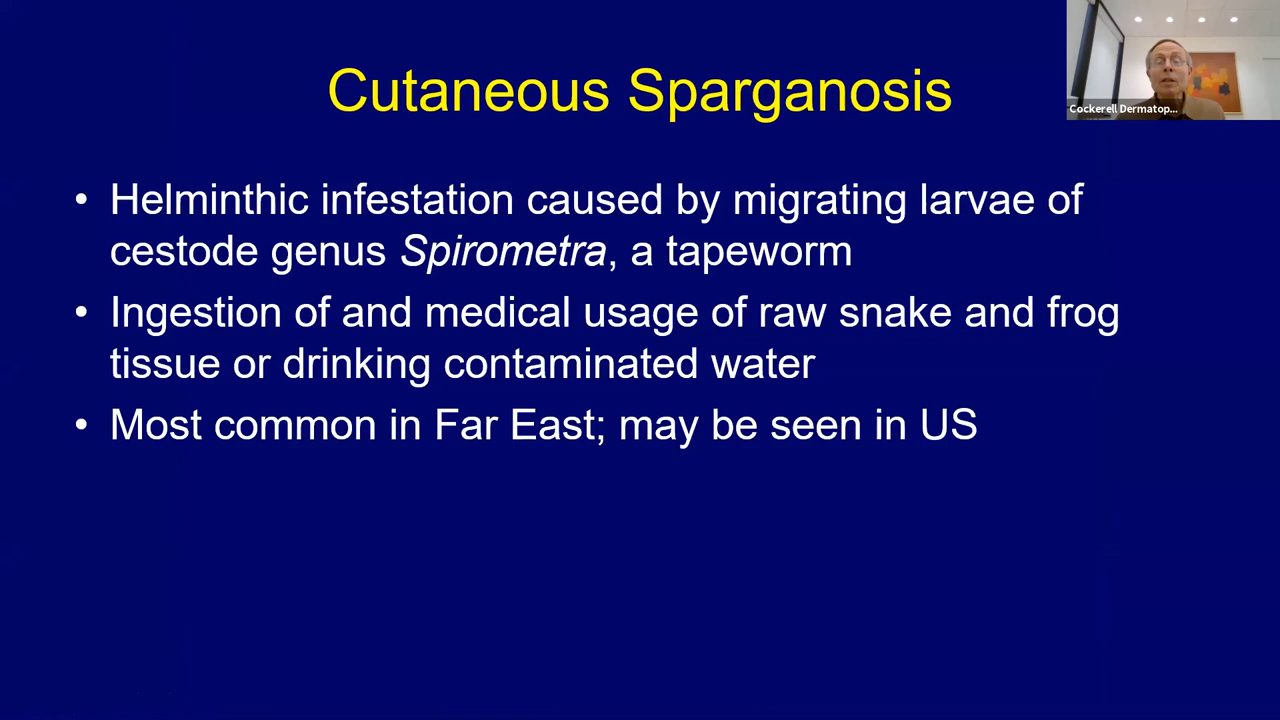 Cutaneous Sparganosis
Cockerell Dermatop...
• Helminthic infestation caused by migrating larvae of
cestode genus Spirometra, a tapeworm
• Ingestion of and medical usage of raw snake and frog
tissue or drinking contaminated water
• Most common in Far East; may be seen in US